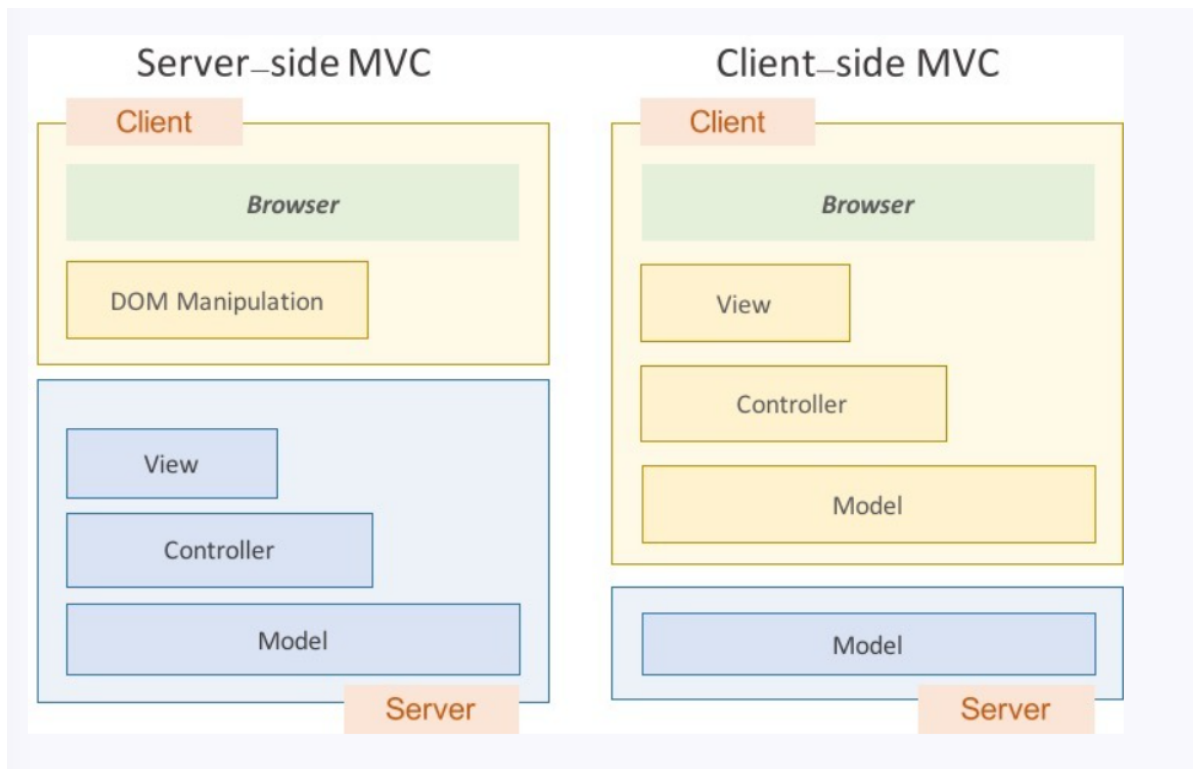 Server–side MVC
Client
Browser
DOM Manipulation
View
Controller
Model
Server
Client–side MVC
Client
Browser
View
Controller
Model
Model
Server